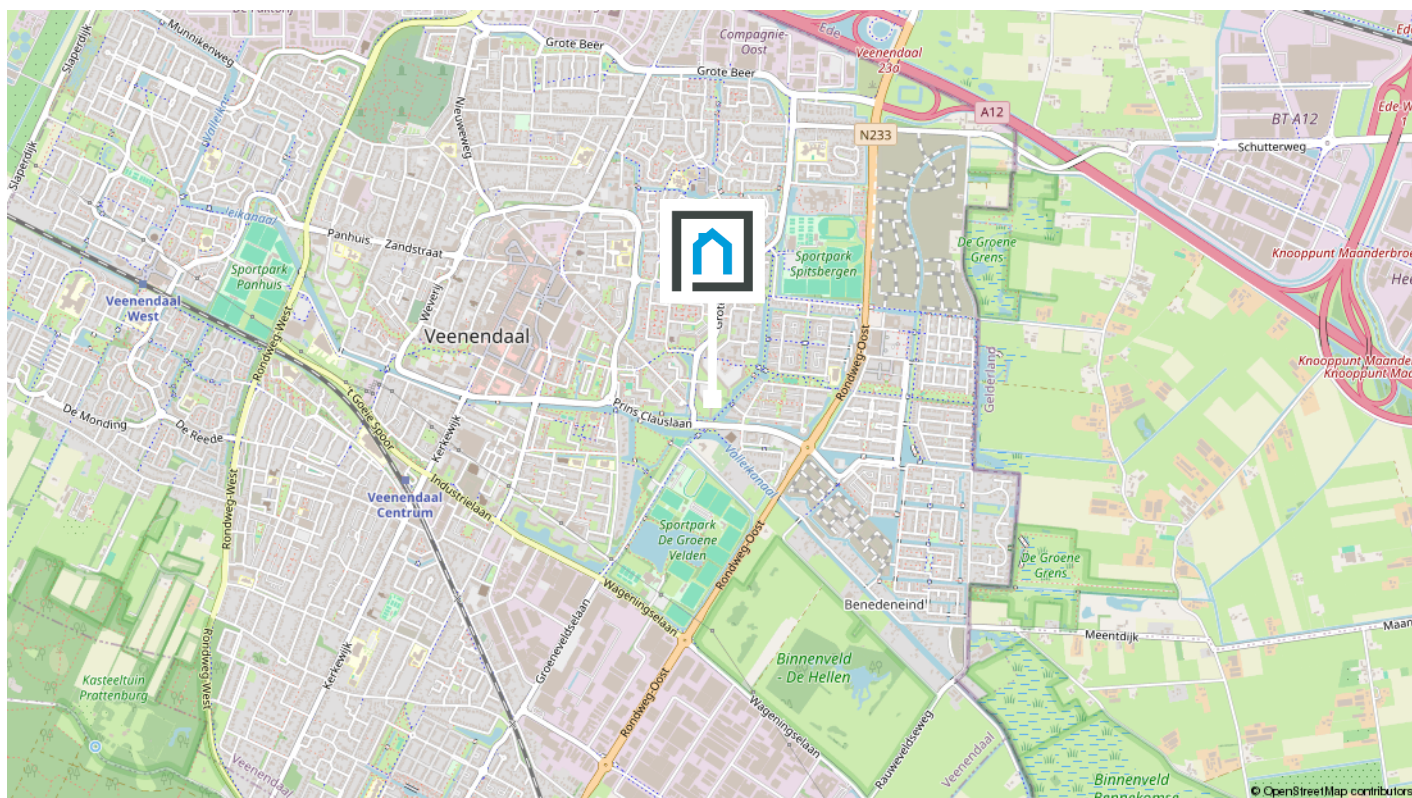 Slaperdijk
Munnikenweg
Valleikanaal
Slaperdijk
Nieuweweg
Grote Beer
Grote Beer
Compagnie-
Oost
Ede
Veenendaal
23a
A12
N233
BT A12
Schutterweg
Panhuis
Zandstraat
Sportpark
Panhuis
Veenendaal
West
Weverij
Veenendaal
Sportpark
Spitsbergen
De Groene
Grens
Gelderland
Rondweg-West
Rondweg-Oost
't Goeie Spoor
De Monding
De Reede
Kerkewijk
Prins Clauslaan
Valleikanaal
Veenendaal
Centrum
Industrielaan
Rondweg-West
Sportpark
De Groene
Velden
Rondweg-Oost
De Groene
Grens
Benedeneind
Meentdijk
Wageningselaan
Groeneveldselaan
Kerkewijk
Rondweg-West
Kasteeltuin
Prattenburg
Binnenveld
- De Hellen
Rondweg-Oost
Wageningselaan
Rauweveldseweg
Veenendaal
Veenendaal
Binnenveld
© OpenStreetMap contributors